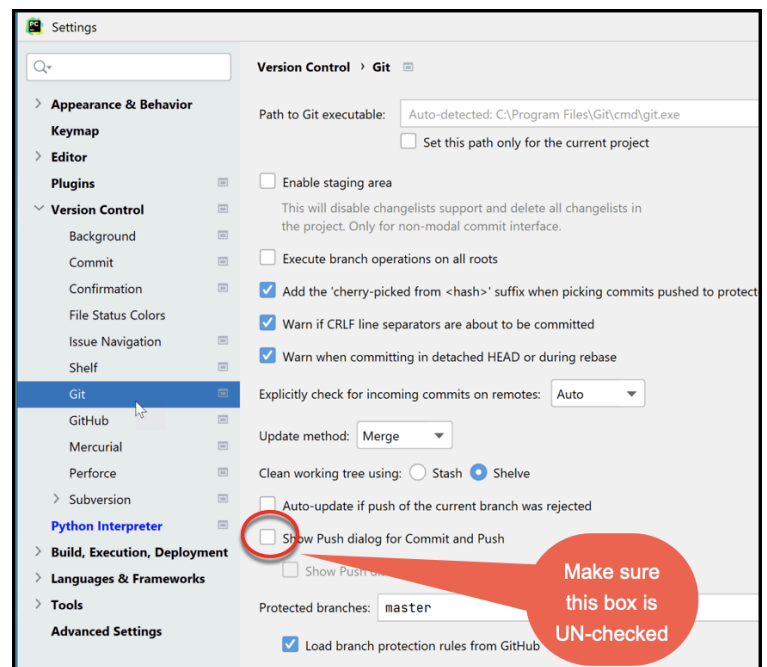 Settings
Appearance & Behavior
Keymap
Editor
Plugins
Version Control
Background
Commit
Confirmation
File Status Colors
Issue Navigation
Shelf
Git
GitHub
Mercurial
Perforce
Subversion
Python Interpreter
Build, Execution, Deployment
Languages & Frameworks
Tools
Advanced Settings
Version Control › Git
Path to Git executable: Auto-detected: C:\Program Files\Git\cmd\git.exe
Set this path only for the current project
Enable staging area
This will disable changelists support and delete all changelists in
the project. Only for non-modal commit interface.
Execute branch operations on all roots
Add the 'cherry-picked from <hash>' suffix when picking commits pushed to protect
Warn if CRLF line separators are about to be committed
Warn when committing in detached HEAD or during rebase
Explicitly check for incoming commits on remotes: Auto
Update method: Merge
Clean working tree using: Stash Shelve
Auto-update if push of the current branch was rejected
Show Push dialog for Commit and Push
Show Push
Protected branches: master
Load branch protection rules from GitHub
Make sure
this box is
UN-checked